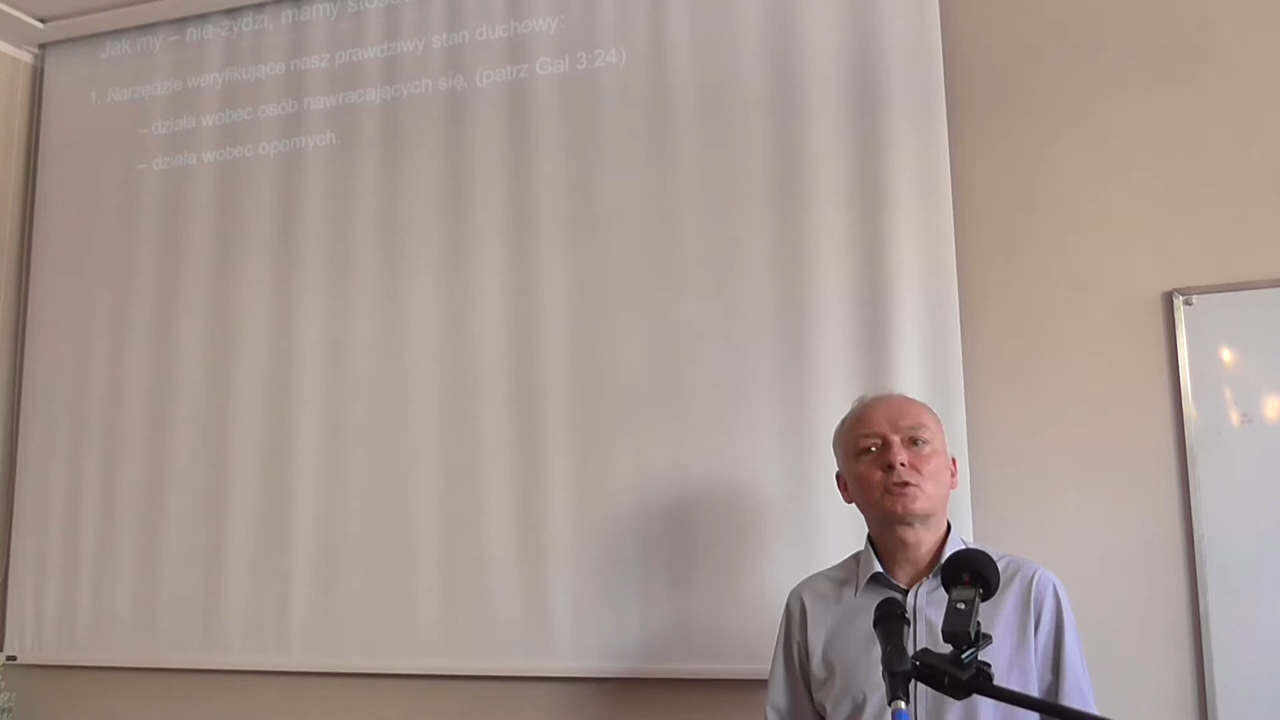 Jak my – nie-żydzi, mamy
1. Narzędzie weryfikujące nasz prawdziwy stan duchowy:
– działa wobec osób nawracających się, (patrz Gal 3:24)
– działa wobec opornych.